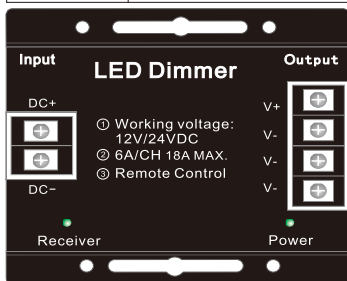 Input
Output
LED Dimmer
DC+
DC-
① Working voltage:
12V/24VDC
② 6A/CH 18A MAX.
③ Remote Control
V+
V-
V-
V-
Receiver
Power